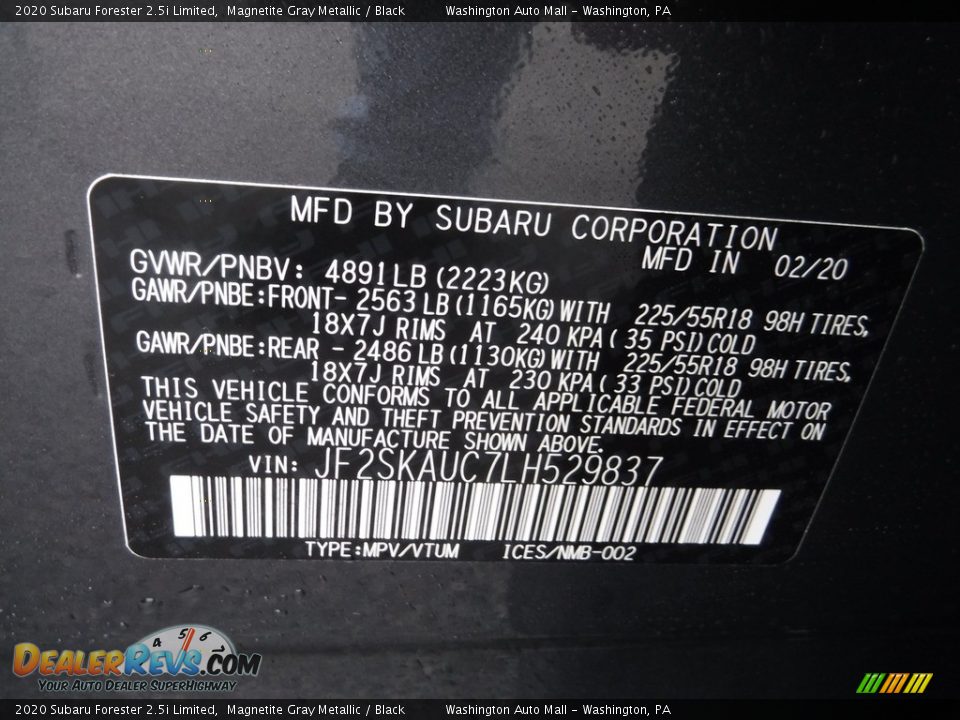 2020 Subaru Forester 2.5i Limited,  Magnetite Gray Metallic / Black          Washington Auto Mall - Washington, PA
MFD BY SUBARU CORPORATION
MFD IN 02/20
GVWR/PNBV: 4891LB (2223KG)
GAWR/PNBE:FRONT- 2563 LB(1165KG)WITH 225/55R18 98H TIRES,
18X7J RIMS AT 240 KPA( 35 PSI)COLD
GAWR/PNBE:REAR - 2486 LB(1130KG)WITH 225/55R18 98H TIRES,
18X7J RIMS AT 230 KPA( 33 PSI)COLD
THIS VEHICLE CONFORMS TO ALL APPLICABLE FEDERAL MOTOR
VEHICLE SAFETY AND THEFT PREVENTION STANDARDS IN EFFECT ON
THE DATE OF MANUFACTURE SHOWN ABOVE.
VIN: JF2SKAUC7LH529837
TYPE:MPV/VTUM ICES/NMB-002
4 5 6
DEALERREVS.COM
YOUR AUTO DEALER SUPERHIGHWAY
2020 Subaru Forester 2.5i Limited,  Magnetite Gray Metallic / Black          Washington Auto Mall - Washington, PA